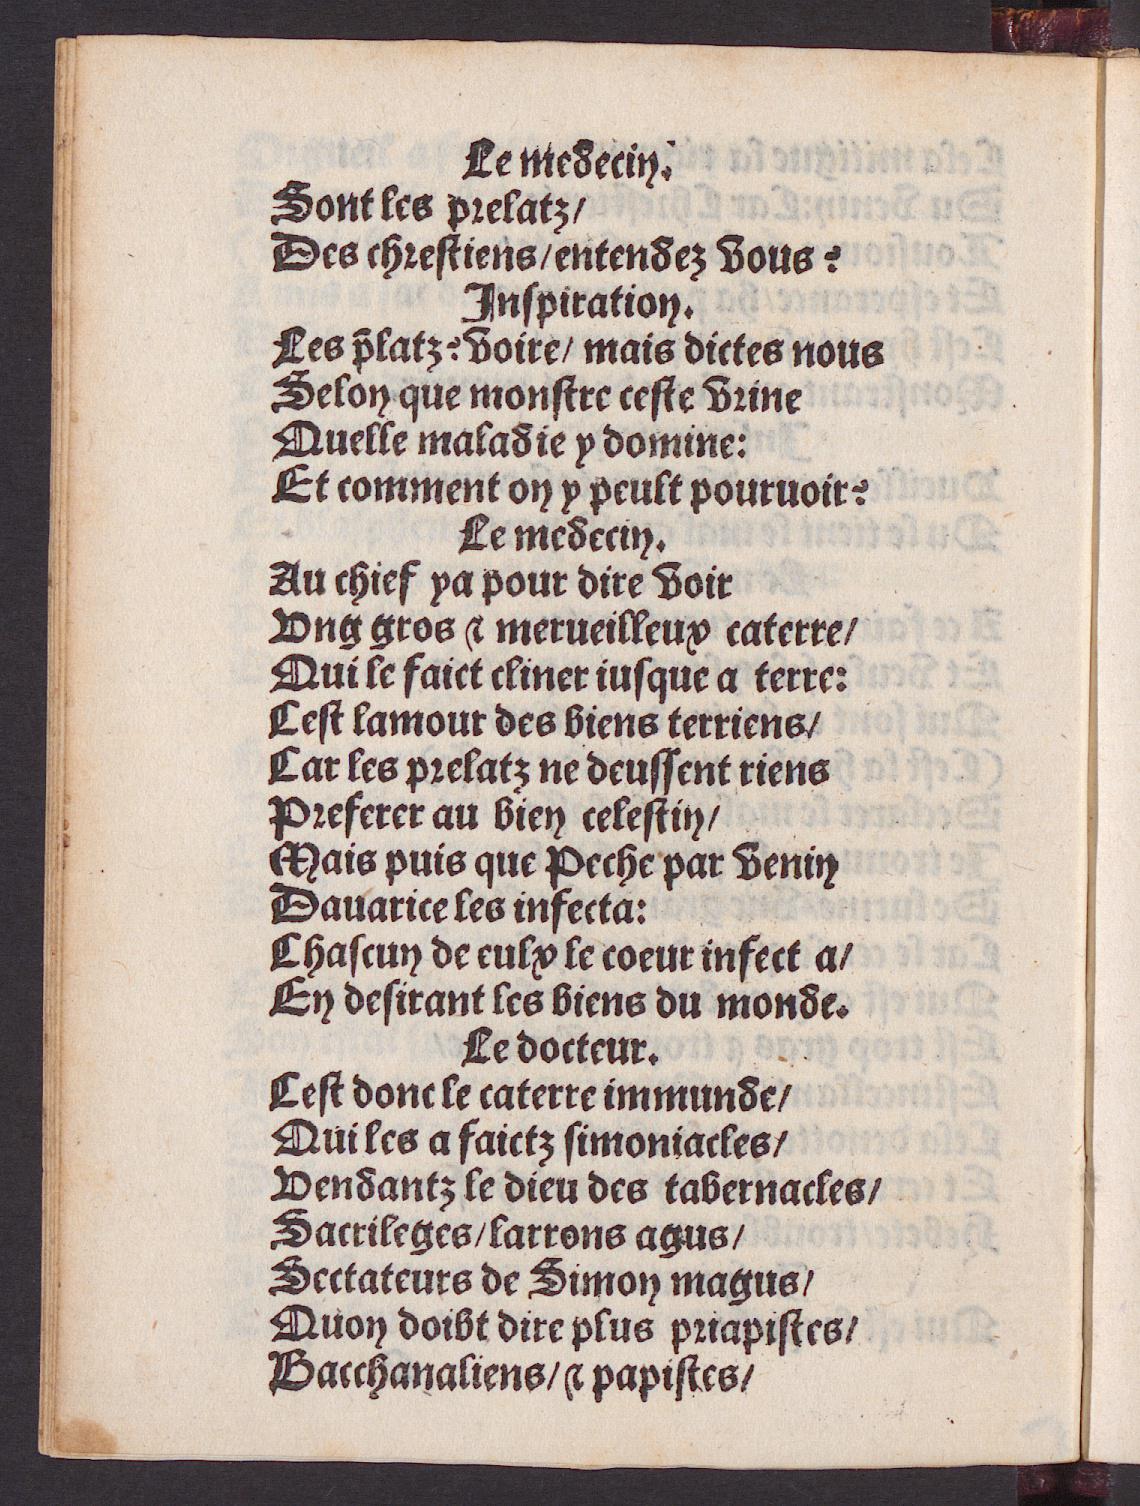 Le medecin.
Sont les prelatz/
Des chrestiens/entendez vous?
Inspiration.
Les p̃latz? voire/ mais dictes nous
Selon que monstre ceste vrine
Quelle maladie y domine:
Et comment on y peult pouruoir?
Le medecin.
Au chief ya pour dire voir
Vng gros ⁊ merueilleux caterre/
Qui le faict cliner iusque a terre:
Cest lamour des biens terriens/
Car les prelatz ne deussent riens
Preferer au bien celestin/
Mais puis que Peche par venin
Dauarice les infecta:
Chascun de eulx le coeur infect a/
En desirant les biens du monde.
Le docteur.
Cest donc le caterre immunde/
Qui les a faictz simoniacles/
Vendantz le dieu des tabernacles/
Sacrileges/larrons agus/
Sectateurs de Simon magus/
Quon doibt dire plus priapistes/
Bacchanaliens/⁊ papistes/